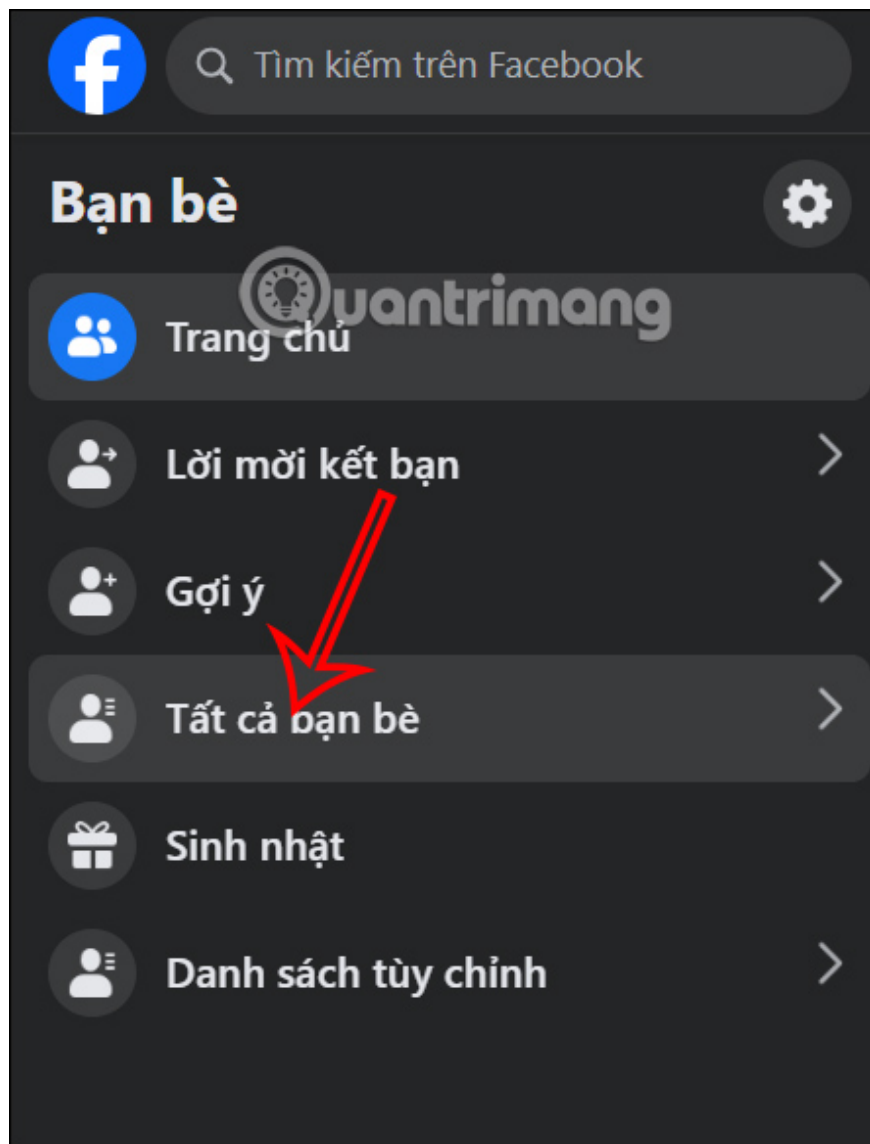 Tìm kiếm trên Facebook
Bạn bè
Quantrimang
Trang chủ
Lời mời kết bạn
Gợi ý
Tất cả bạn bè
Sinh nhật
Danh sách tùy chỉnh